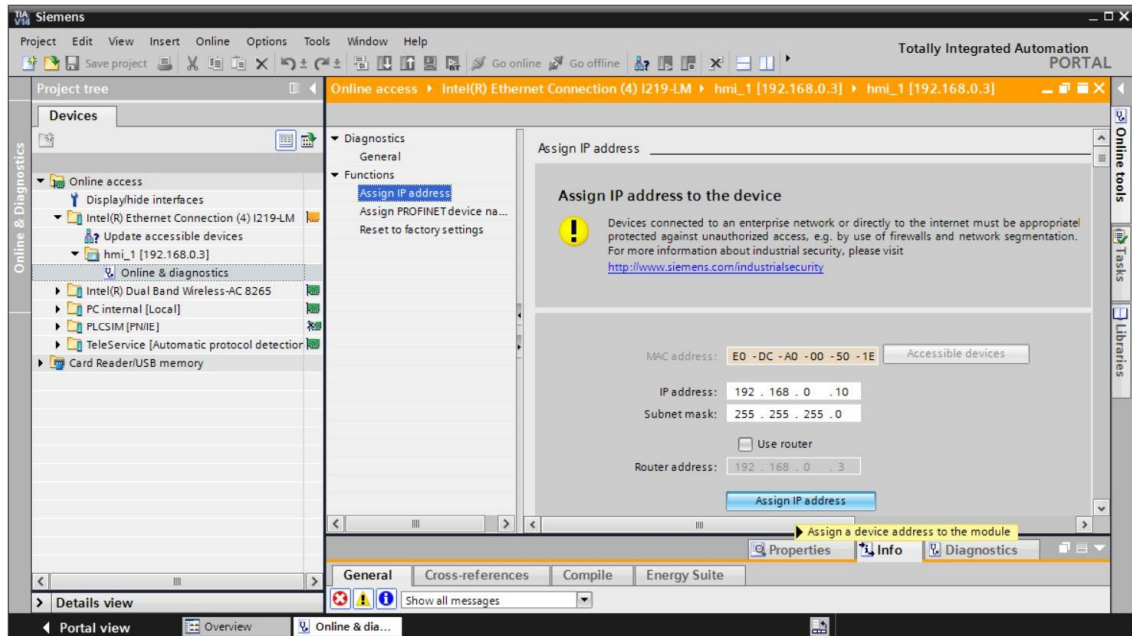 TIA V14 Siemens
Project Edit View Insert Online Options Tools Window Help
Save project Go online Go offline
Totally Integrated Automation
PORTAL
Project tree
Online access Intel(R) Ethernet Connection (4) I219-LM hmi_1 [192.168.0.3] hmi_1 [192.168.0.3]
Devices
Online & Diagnostics
Online access
Display/hide interfaces
Intel(R) Ethernet Connection (4) I219-LM
Update accessible devices
hmi_1 [192.168.0.3]
Online & diagnostics
Intel(R) Dual Band Wireless-AC 8265
PC internal [Local]
PLCSIM [PN/IE]
TeleService [Automatic protocol detection
Card Reader/USB memory
Details view
Diagnostics
General
Functions
Assign IP address
Assign PROFINET device na...
Reset to factory settings
Assign IP address
Assign IP address to the device
Devices connected to an enterprise network or directly to the internet must be appropriatel
protected against unauthorized access, e.g. by use of firewalls and network segmentation.
For more information about industrial security, please visit
http://www.siemens.com/industrialsecurity
MAC address: E0 - DC - A0 - 00 - 50 - 1E Accessible devices
IP address: 192 . 168 . 0 . 10
Subnet mask: 255 . 255 . 255 . 0
Use router
Router address: 192 . 168 . 0 . 3
Assign IP address
Assign a device address to the module
Properties Info Diagnostics
General Cross-references Compile Energy Suite
Show all messages
Online tools
Tasks
Libraries
Portal view Overview Online & dia...